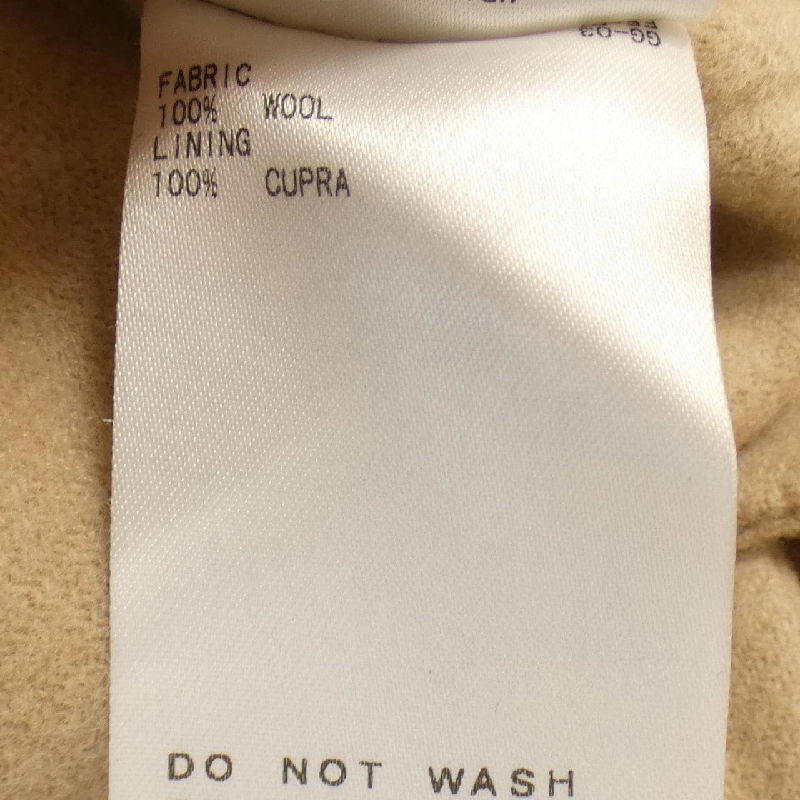 FABRIC
100% WOOL
LINING
100% CUPRA
DO NOT WASH